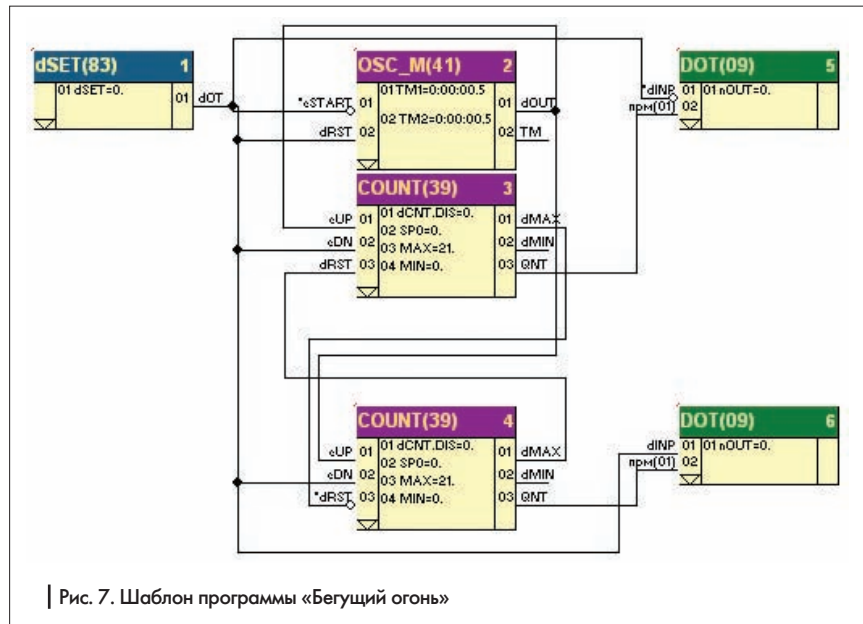 dSET(83) 1
01 dSET=0.
01 dOT
OSC_M(41) 2
*cSTART 01
dRST 02
01 TM1=0:00:00.5
02 TM2=0:00:00.5
01 dOUT
02 TM
DOT(09) 5
*dINP 01
прм(01) 02
01 nOUT=0.
COUNT(39) 3
cUP 01
cDN 02
dRST 03
01 dCNT.DIS=0.
02 SP0=0.
03 MAX=21.
04 MIN=0.
01 dMAX
02 dMIN
03 QNT
COUNT(39) 4
cUP 01
cDN 02
*dRST 03
01 dCNT.DIS=0.
02 SP0=0.
03 MAX=21.
04 MIN=0.
01 dMAX
02 dMIN
03 QNT
DOT(09) 6
dINP 01
прм(01) 02
01 nOUT=0.
Рис. 7. Шаблон программы «Бегущий огонь»